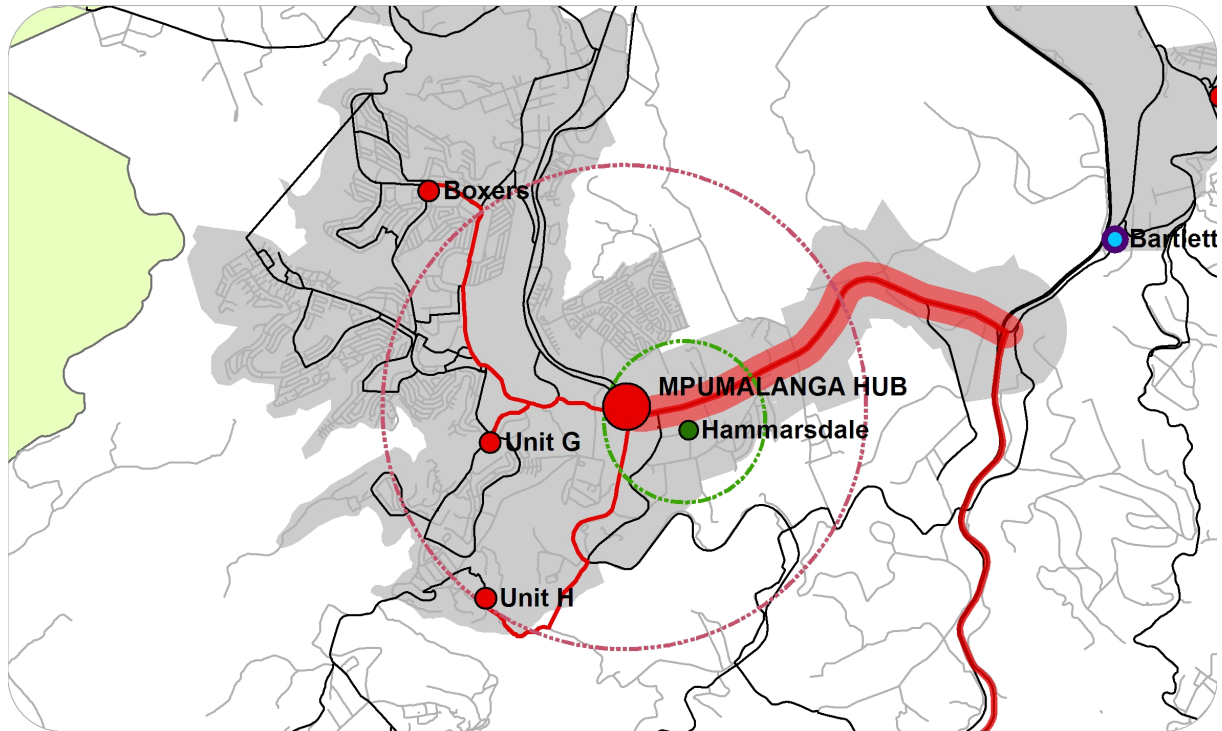 Boxers
Bartlett
MPUMALANGA HUB
Hammarsdale
Unit G
Unit H